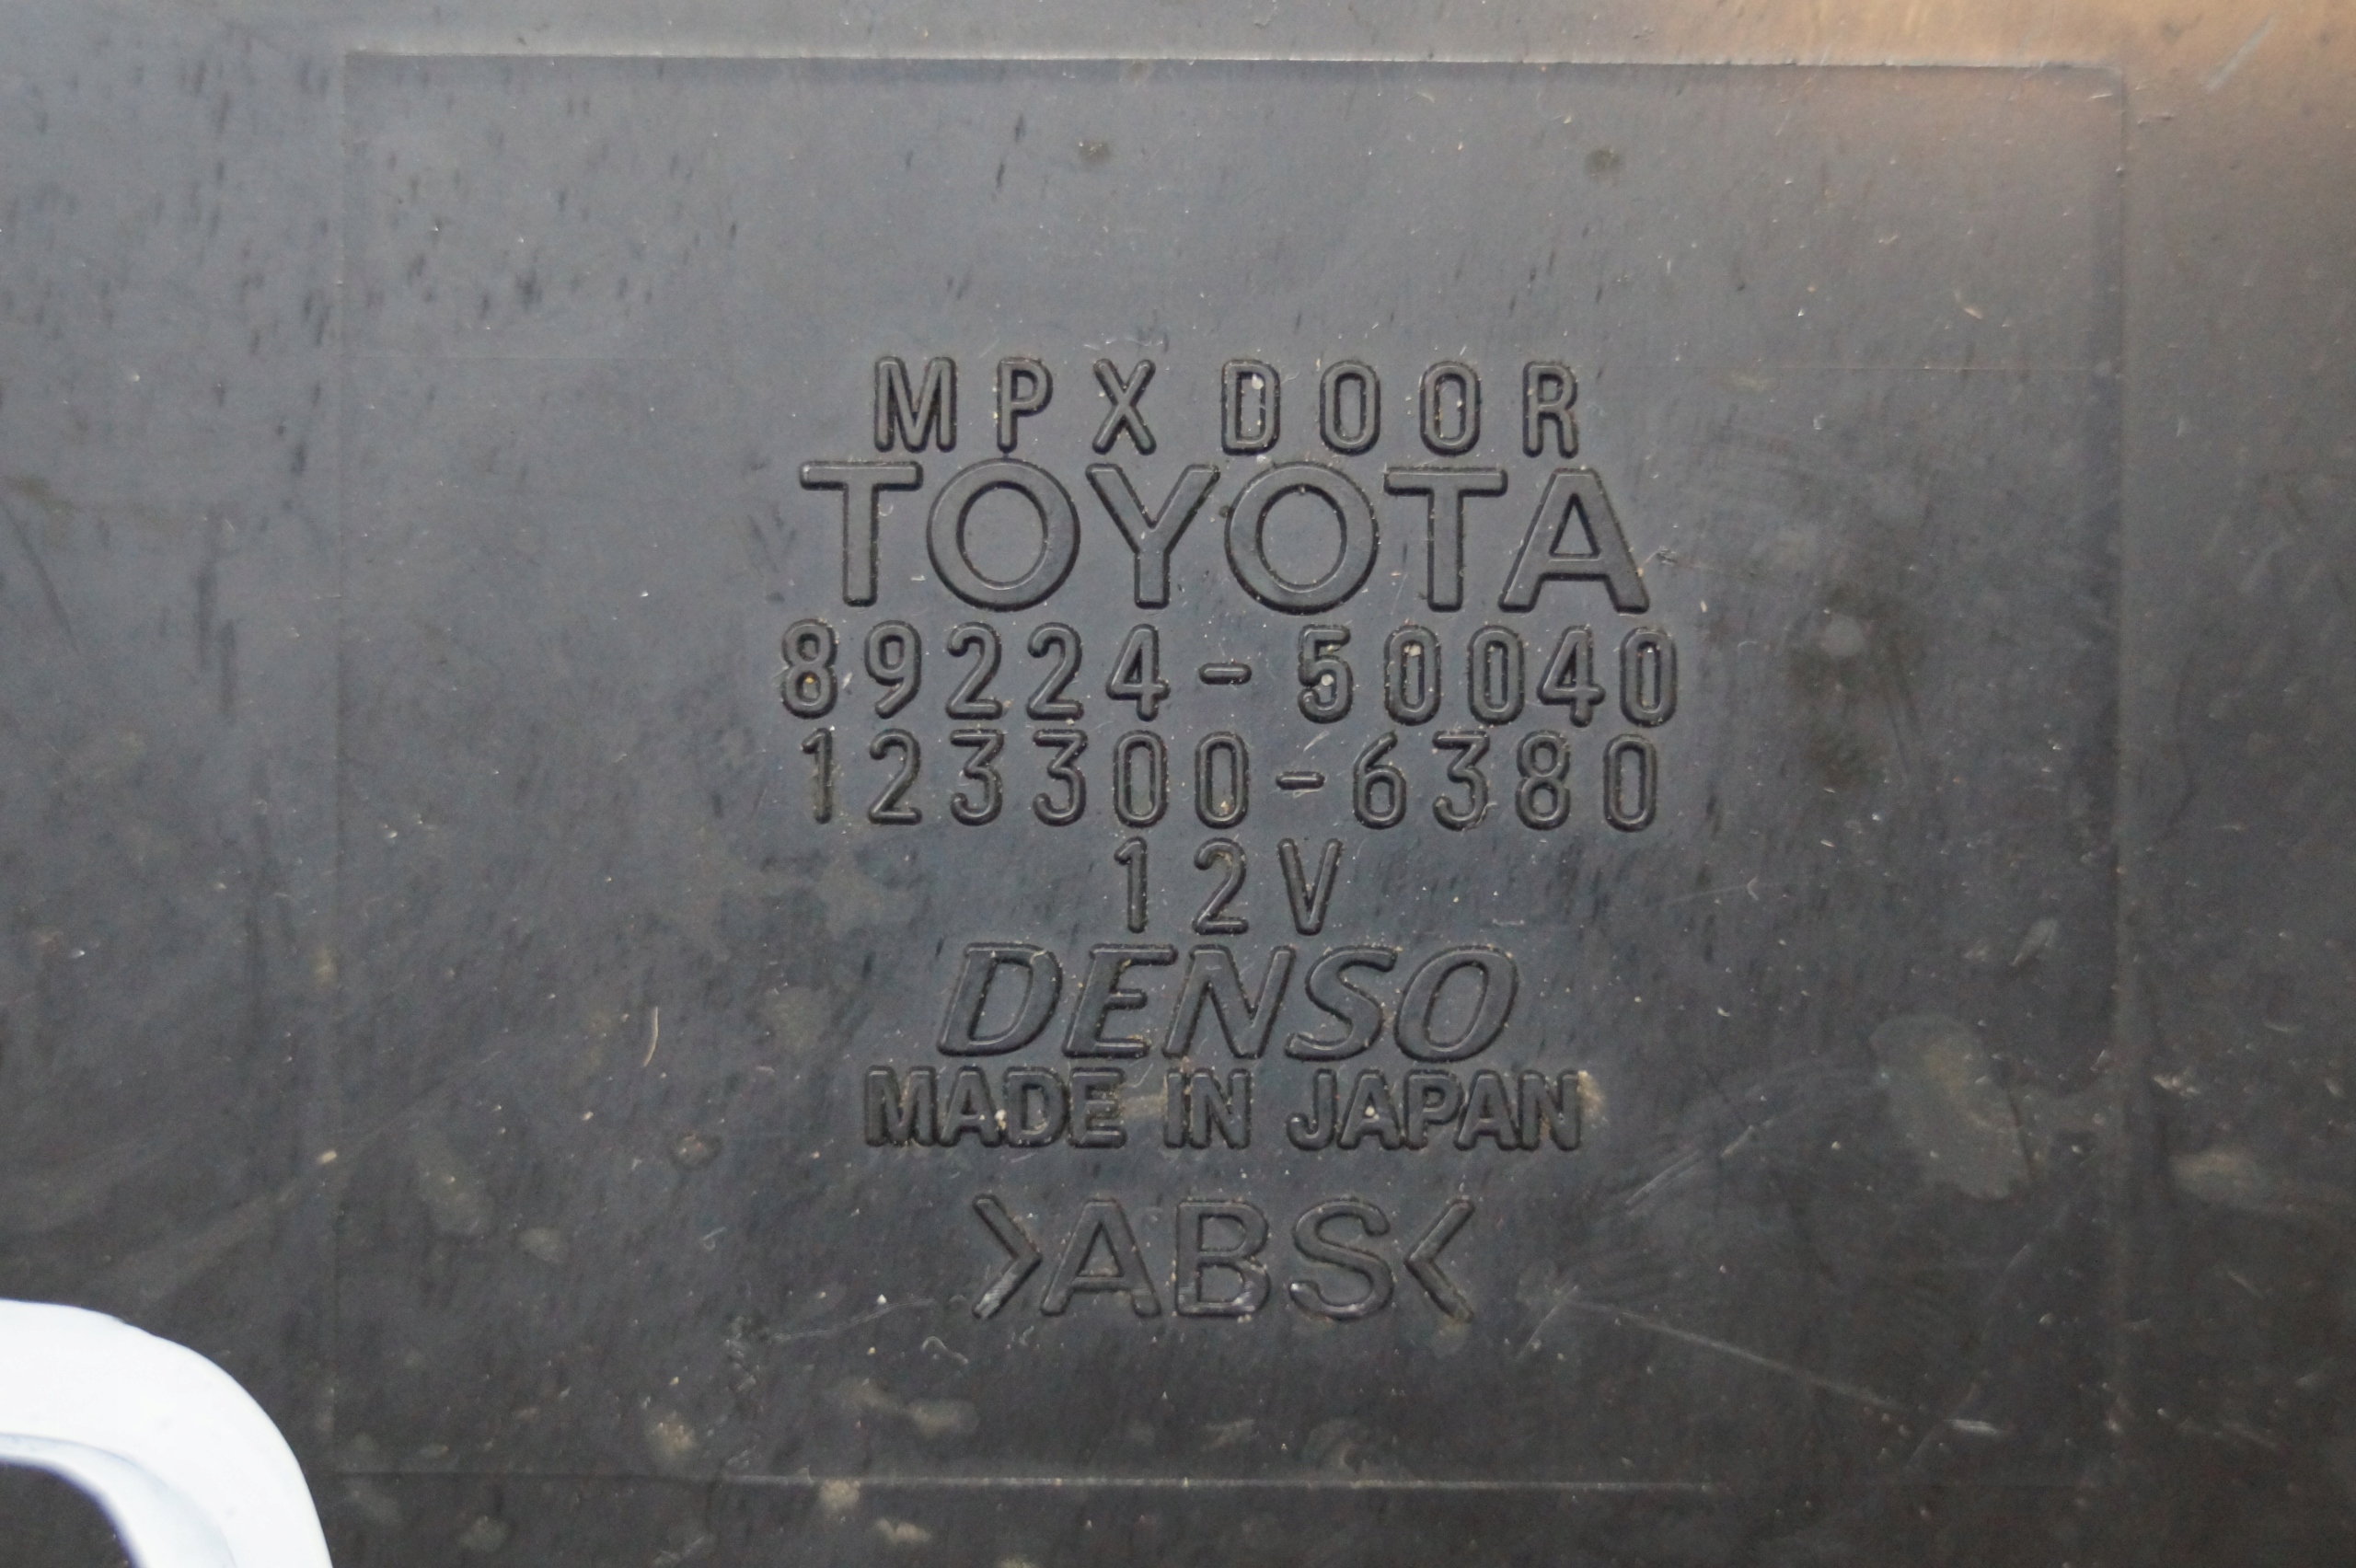 MPX DOOR
TOYOTA
89224-50040
123300-6380
12V
DENSO
MADE IN JAPAN
>ABS<